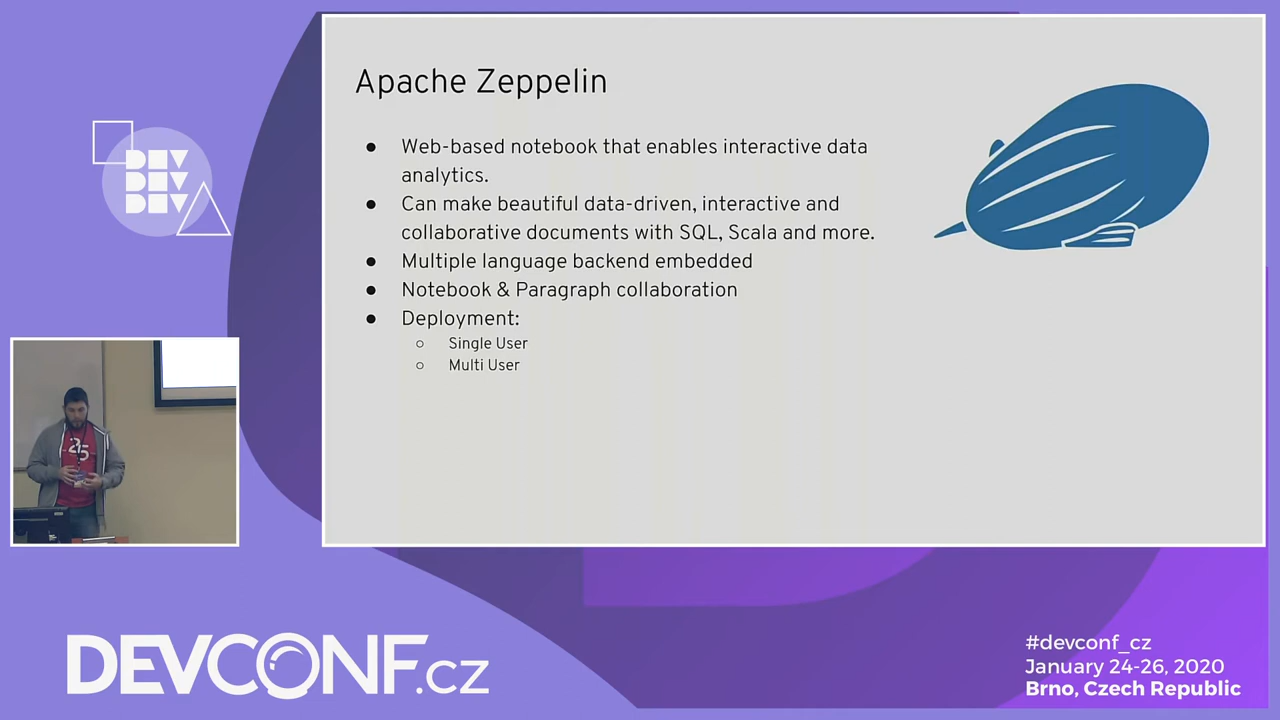 Apache Zeppelin
● Web-based notebook that enables interactive data
analytics.
● Can make beautiful data-driven, interactive and
collaborative documents with SQL, Scala and more.
● Multiple language backend embedded
● Notebook & Paragraph collaboration
● Deployment:
○ Single User
○ Multi User
DEV
DEV
DEV
25
DEVCONF.CZ
#devconf_cz
January 24-26, 2020
Brno, Czech Republic